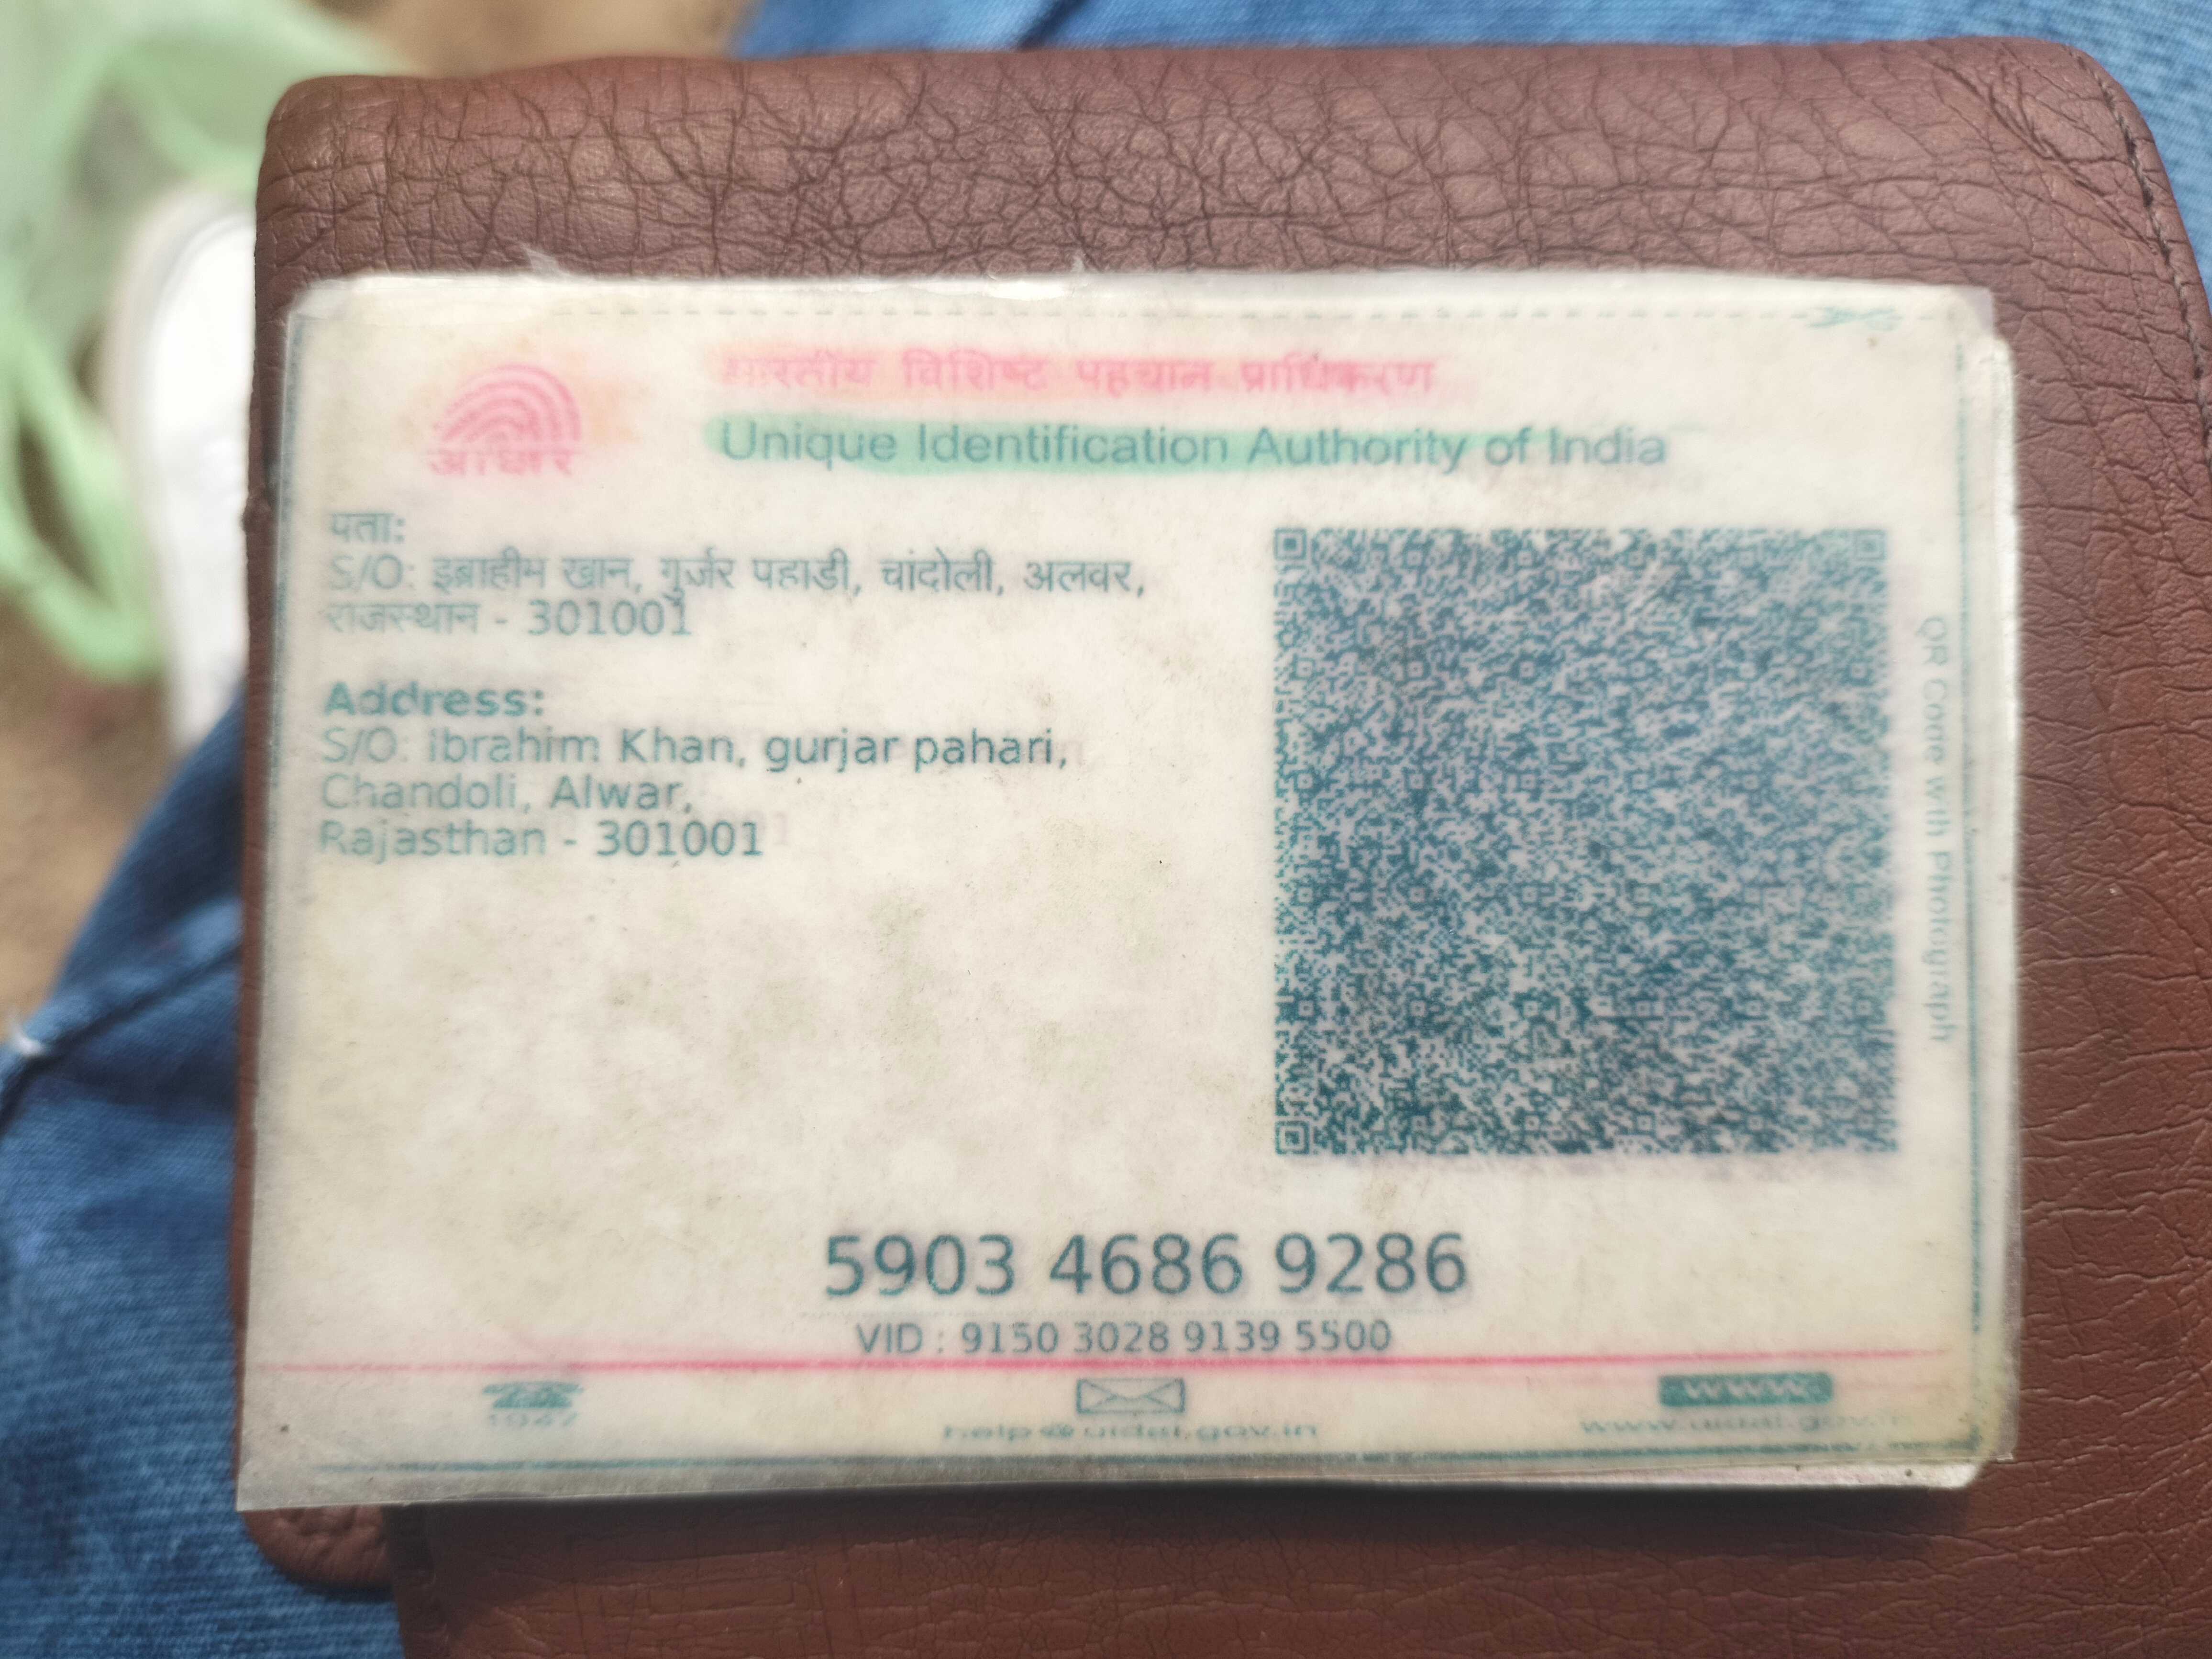 आधार
भारतीय विशिष्ट पहचान प्राधिकरण
Unique Identification Authority of India
पता:
S/O: इब्राहीम खान, गुर्जर पहाडी, चांदोली, अलवर,
राजस्थान - 301001
Address:
S/O: Ibrahim Khan, gurjar pahari,
Chandoli, Alwar,
Rajasthan - 301001
QR Code with Photograph
5903 4686 9286
VID : 9150 3028 9139 5500
1947
help@uidai.gov.in
www
www.uidai.gov.in